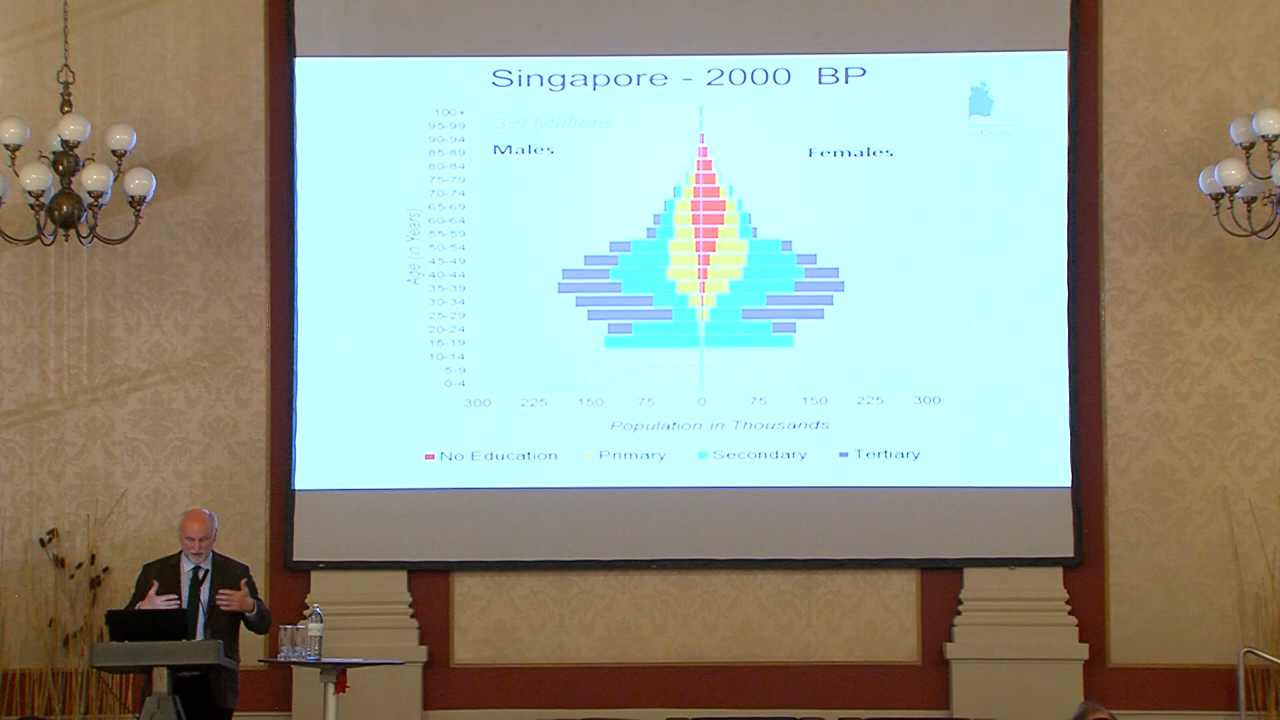 Singapore - 2000 BP
3.9 Millions
Males
Females
Age (in Years)
100+
95-99
90-94
85-89
80-84
75-79
70-74
65-69
60-64
55-59
50-54
45-49
40-44
35-39
30-34
25-29
20-24
15-19
10-14
5-9
0-4
300 225 150 75 0 75 150 225 300
Population in Thousands
No Education Primary Secondary Tertiary